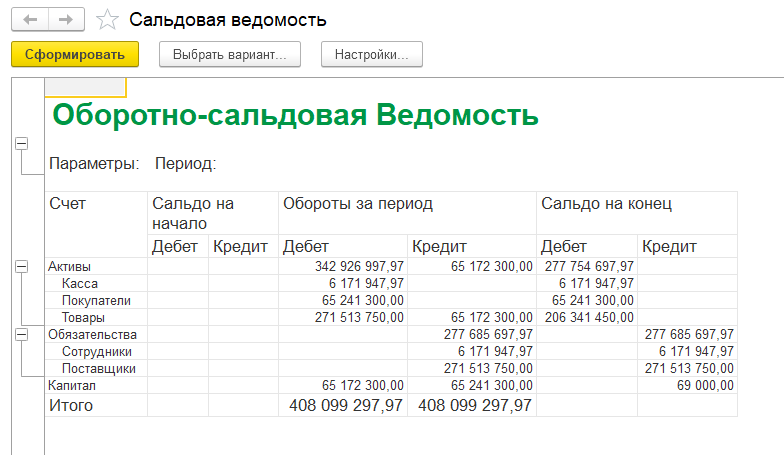 Сальдовая ведомость
Сформировать Выбрать вариант... Настройки...
Оборотно-сальдовая Ведомость
Параметры: Период:
Счет Сальдо на начало Обороты за период Сальдо на конец
Дебет Кредит Дебет Кредит Дебет Кредит
Активы 342 926 997,97 65 172 300,00 277 754 697,97
Касса 6 171 947,97 6 171 947,97
Покупатели 65 241 300,00 65 241 300,00
Товары 271 513 750,00 65 172 300,00 206 341 450,00
Обязательства 277 685 697,97 277 685 697,97
Сотрудники 6 171 947,97 6 171 947,97
Поставщики 271 513 750,00 271 513 750,00
Капитал 65 172 300,00 65 241 300,00 69 000,00
Итого 408 099 297,97 408 099 297,97